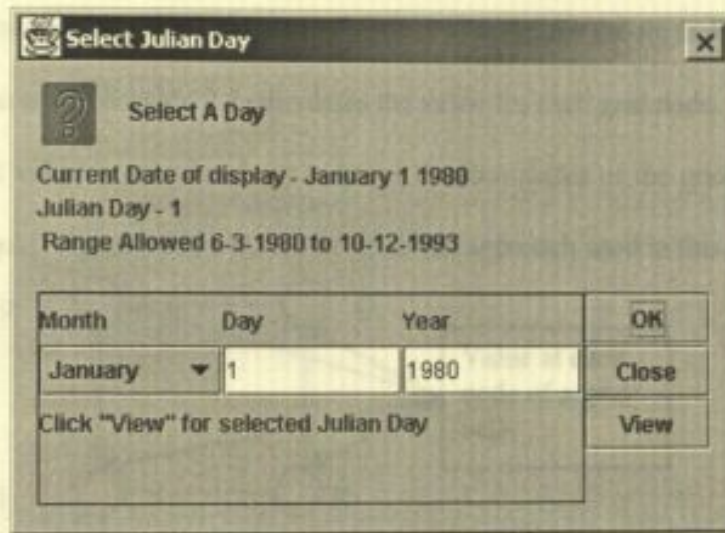 Select Julian Day
Select A Day
Current Date of display - January 1 1980
Julian Day - 1
Range Allowed 6-3-1980 to 10-12-1993
Month Day Year OK
January 1 1980 Close
Click "View" for selected Julian Day View